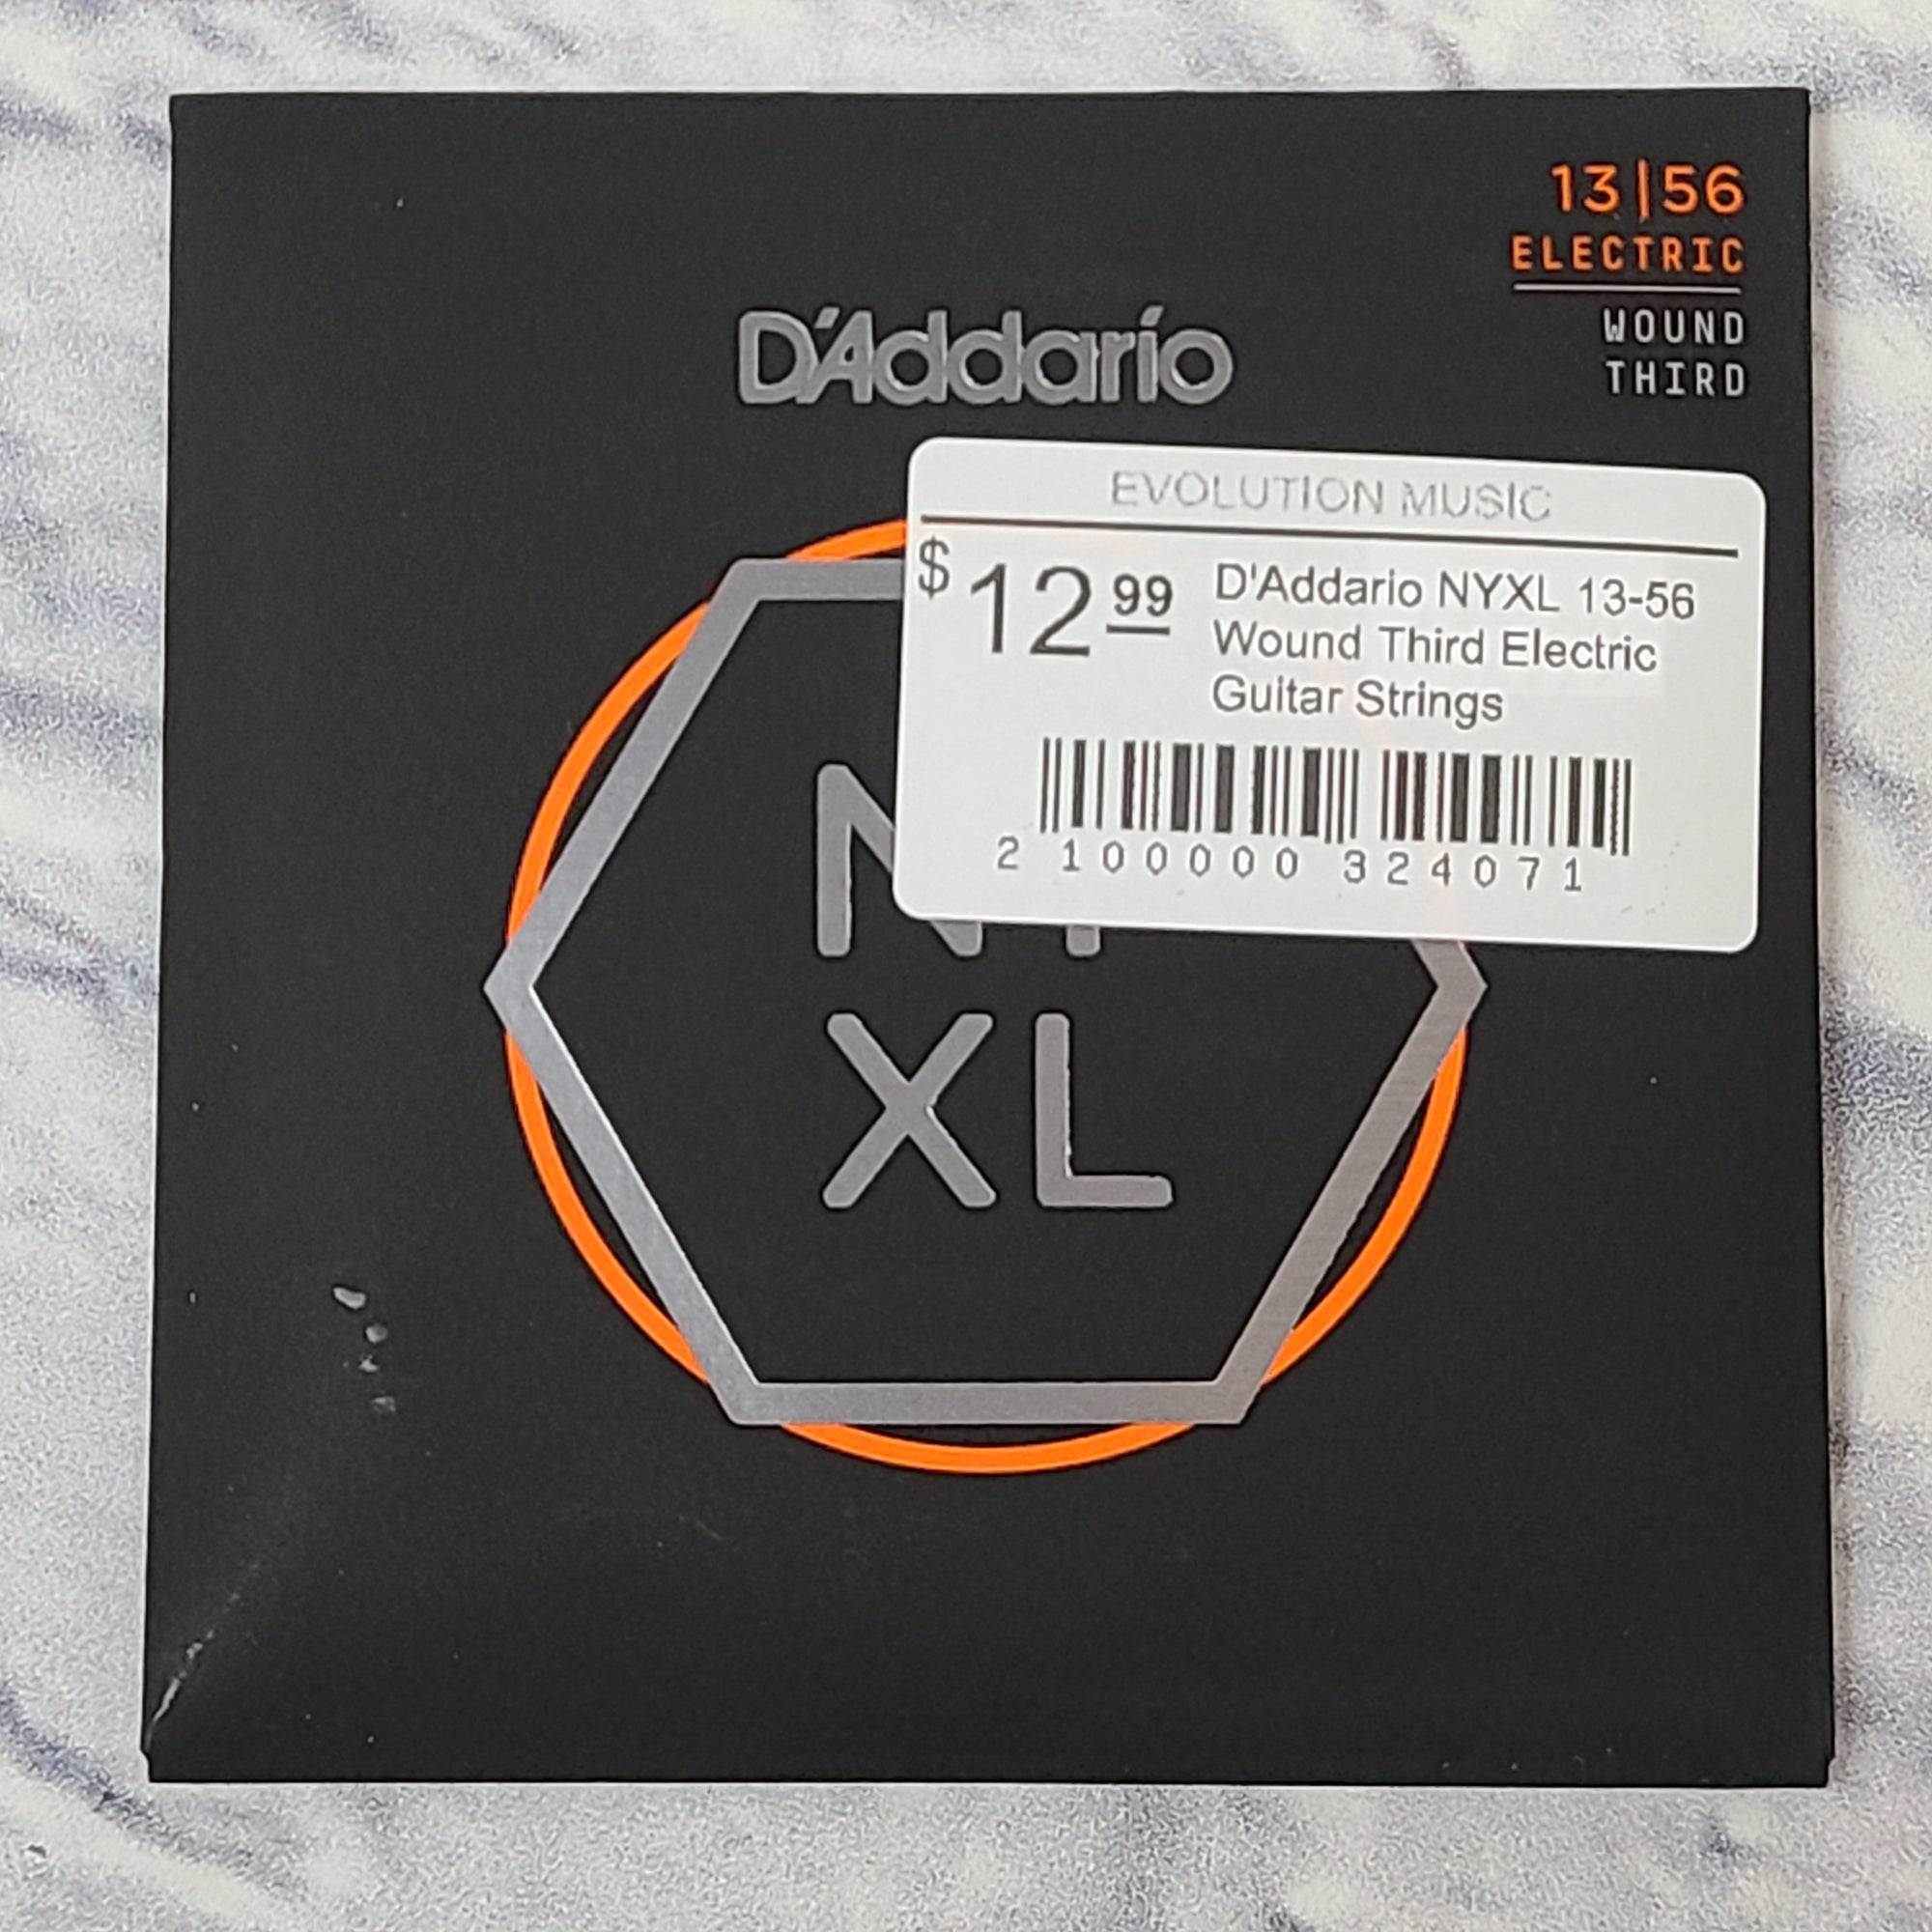 13|56
ELECTRIC
WOUND
THIRD
D'Addario
EVOLUTION MUSIC
$12.99 D'Addario NYXL 13-56
Wound Third Electric
Guitar Strings
2 100000 324071
NY
XL